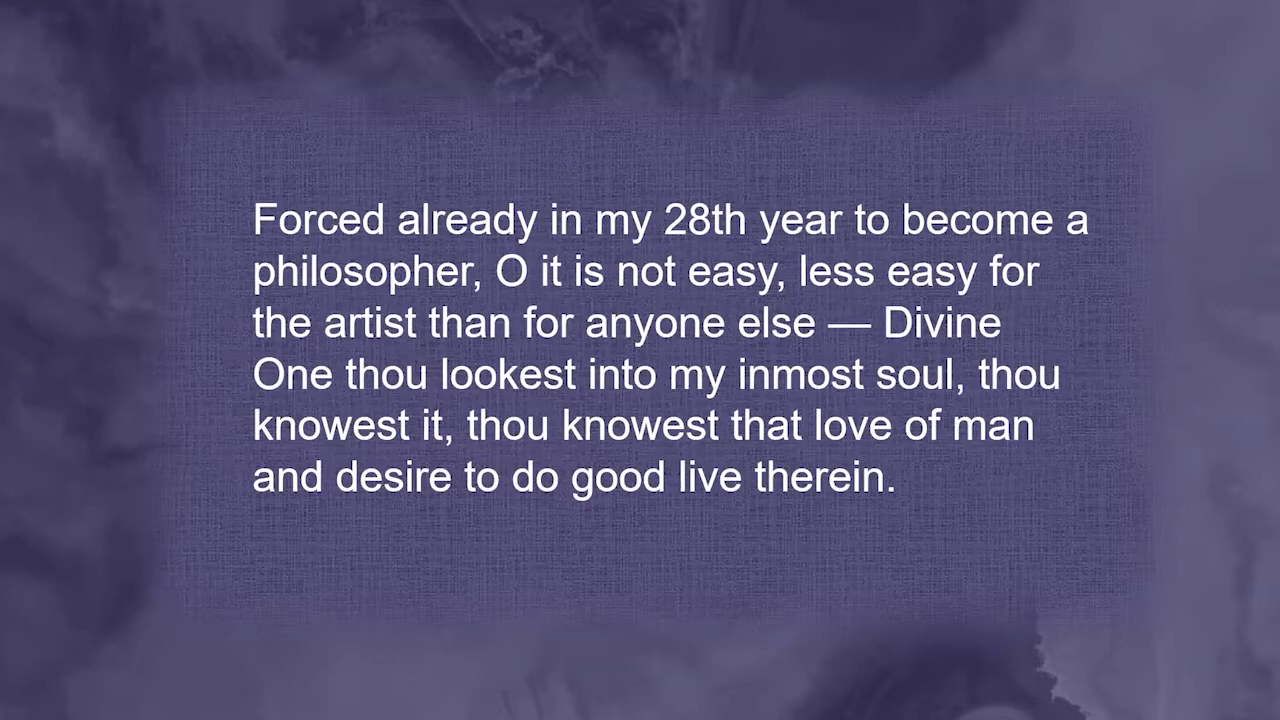 Forced already in my 28th year to become a
philosopher, O it is not easy, less easy for
the artist than for anyone else — Divine
One thou lookest into my inmost soul, thou
knowest it, thou knowest that love of man
and desire to do good live therein.